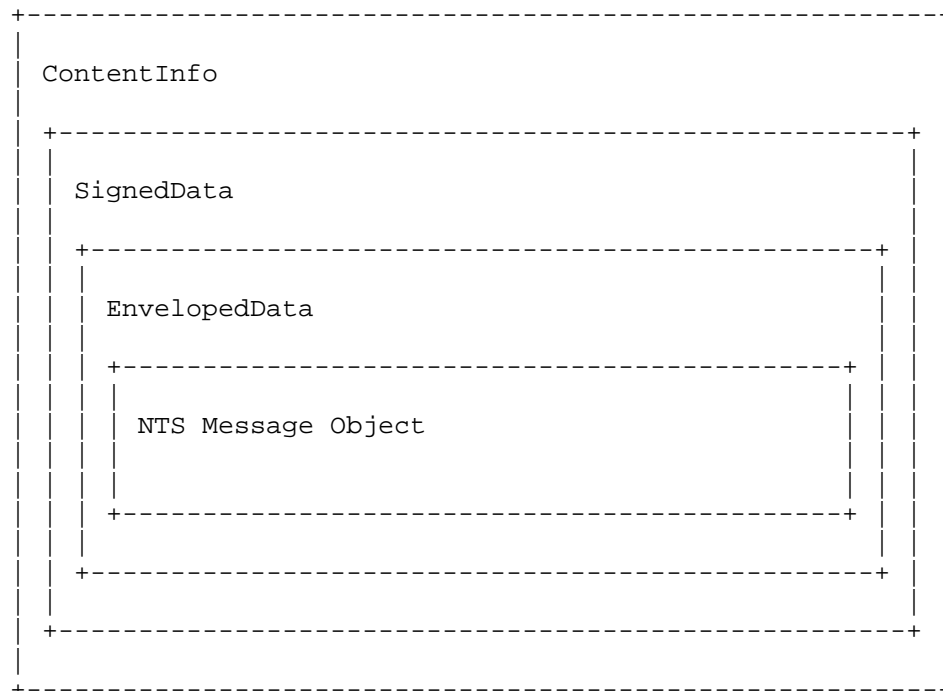 ContentInfo
SignedData
EnvelopedData
NTS Message Object